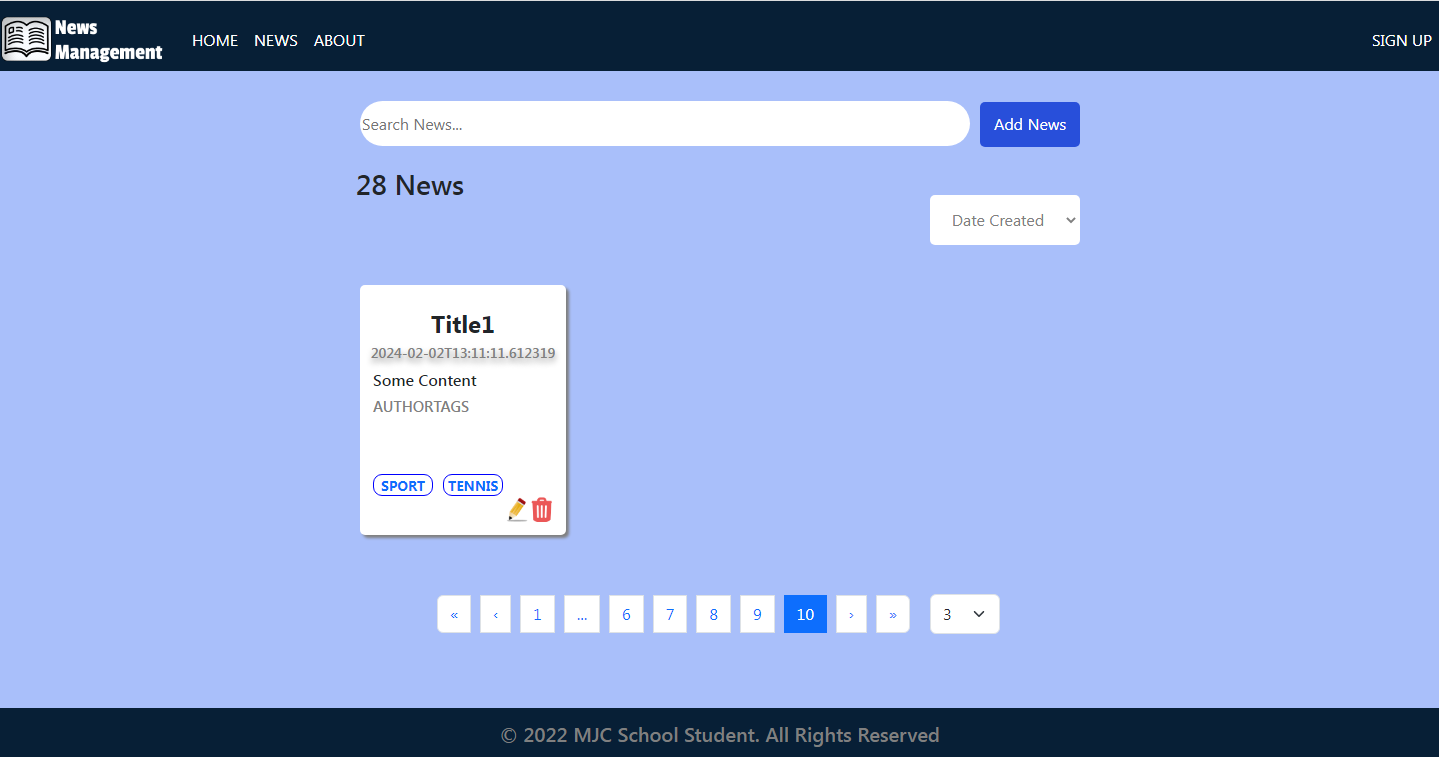 News
Management
HOME NEWS ABOUT SIGN UP
Search News...
Add News
28 News
Date Created
Title1
2024-02-02T13:11:11.612319
Some Content
AUTHORTAGS
SPORT TENNIS
« ‹ 1 ... 6 7 8 9 10 › » 3
© 2022 MJC School Student. All Rights Reserved